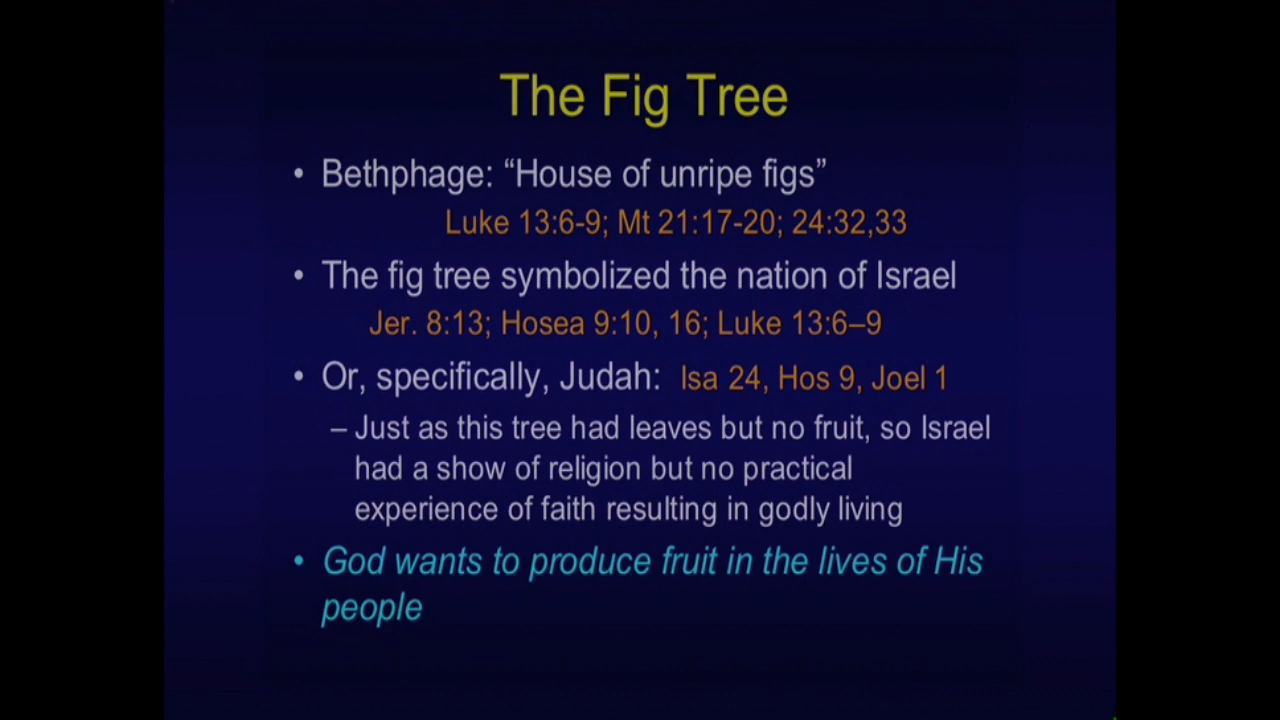 The Fig Tree
• Bethphage: “House of unripe figs”
Luke 13:6-9; Mt 21:17-20; 24:32,33
• The fig tree symbolized the nation of Israel
Jer. 8:13; Hosea 9:10, 16; Luke 13:6–9
• Or, specifically, Judah: Isa 24, Hos 9, Joel 1
– Just as this tree had leaves but no fruit, so Israel
had a show of religion but no practical
experience of faith resulting in godly living
• God wants to produce fruit in the lives of His
people